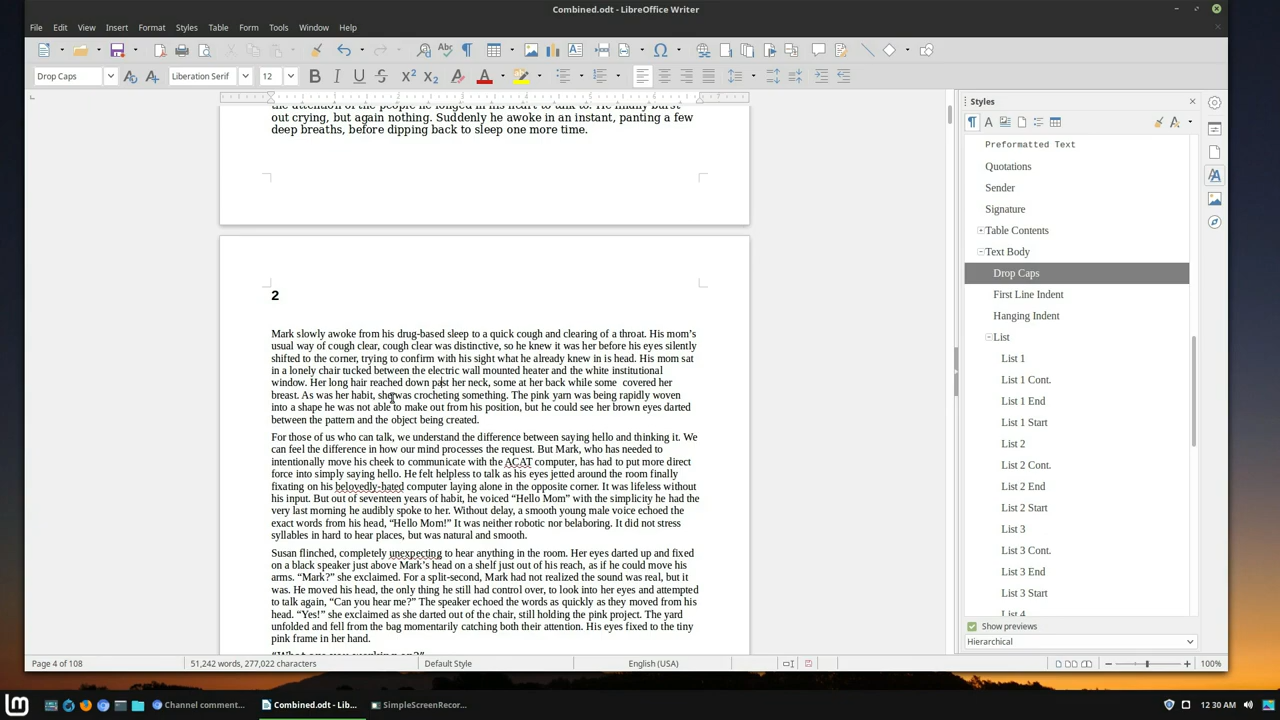 Combined.odt - LibreOffice Writer
File Edit View Insert Format Styles Table Form Tools Window Help
Drop Caps Liberation Serif 12
out crying, but again nothing. Suddenly he awoke in an instant, panting a few
deep breaths, before dipping back to sleep one more time.
2
Mark slowly awoke from his drug-based sleep to a quick cough and clearing of a throat. His mom's
usual way of cough clear, cough clear was distinctive, so he knew it was her before his eyes silently
shifted to the corner, trying to confirm with his sight what he already knew in is head. His mom sat
in a lonely chair tucked between the electric wall mounted heater and the white institutional
window. Her long hair reached down past her neck, some at her back while some  covered her
breast. As was her habit, she was crocheting something. The pink yarn was being rapidly woven
into a shape he was not able to make out from his position, but he could see her brown eyes darted
between the pattern and the object being created.
For those of us who can talk, we understand the difference between saying hello and thinking it. We
can feel the difference in how our mind processes the request. But Mark, who has needed to
intentionally move his cheek to communicate with the ACAT computer, has had to put more direct
force into simply saying hello. He felt helpless to talk as his eyes jetted around the room finally
fixating on his belovedly-hated computer laying alone in the opposite corner. It was lifeless without
his input. But out of seventeen years of habit, he voiced “Hello Mom” with the simplicity he had the
very last morning he audibly spoke to her. Without delay, a smooth young male voice echoed the
exact words from his head, “Hello Mom!” It was neither robotic nor belaboring. It did not stress
syllables in hard to hear places, but was natural and smooth.
Susan flinched, completely unexpecting to hear anything in the room. Her eyes darted up and fixed
on a black speaker just above Mark's head on a shelf just out of his reach, as if he could move his
arms. “Mark?” she exclaimed. For a split-second, Mark had not realized the sound was real, but it
was. He moved his head, the only thing he still had control over, to look into her eyes and attempted
to talk again, “Can you hear me?” The speaker echoed the words as quickly as they moved from his
head. “Yes!” she exclaimed as she darted out of the chair, still holding the pink project. The yard
unfolded and fell from the bag momentarily catching both their attention. His eyes fixed to the tiny
pink frame in her hand.
Styles
Preformatted Text
Quotations
Sender
Signature
Table Contents
Text Body
Drop Caps
First Line Indent
Hanging Indent
List
List 1
List 1 Cont.
List 1 End
List 1 Start
List 2
List 2 Cont.
List 2 End
List 2 Start
List 3
List 3 Cont.
List 3 End
List 3 Start
List 4
Show previews
Hierarchical
Page 4 of 108 51,242 words, 277,022 characters Default Style English (USA) 100%
Channel comment... Combined.odt - Lib... SimpleScreenRecor... 12:30 AM